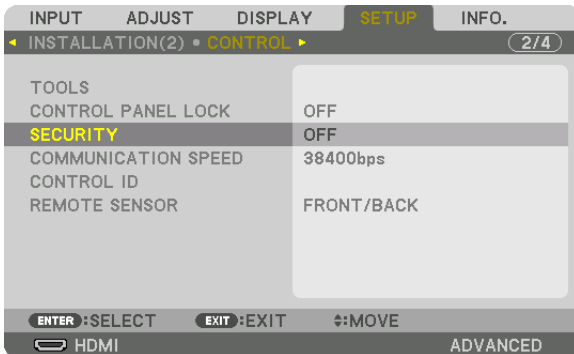 INPUT ADJUST DISPLAY SETUP INFO.
INSTALLATION(2) • CONTROL 2/4
TOOLS
CONTROL PANEL LOCK OFF
SECURITY OFF
COMMUNICATION SPEED 38400bps
CONTROL ID
REMOTE SENSOR FRONT/BACK
ENTER :SELECT EXIT :EXIT :MOVE
HDMI ADVANCED